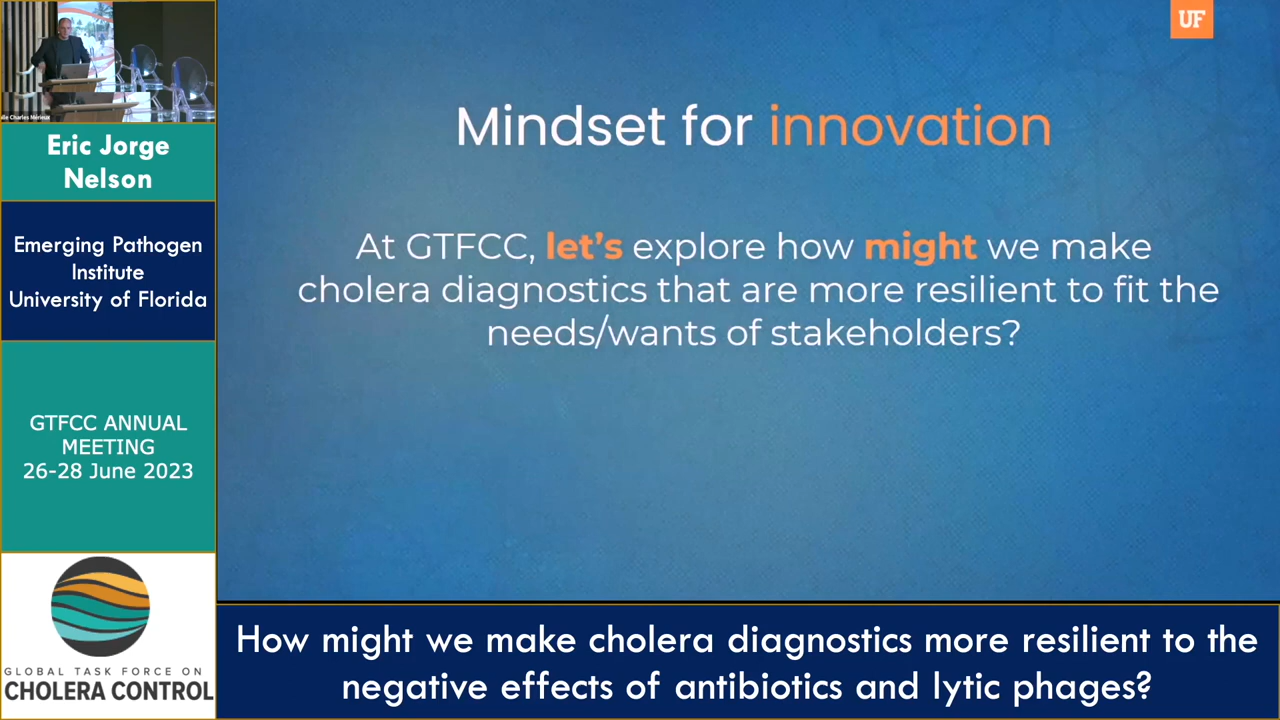 die Charles Mérieux
Eric Jorge
Nelson
Emerging Pathogen
Institute
University of Florida
GTFCC ANNUAL
MEETING
26-28 June 2023
GLOBAL TASK FORCE ON
CHOLERA CONTROL
UF
Mindset for innovation
At GTFCC, let's explore how might we make
cholera diagnostics that are more resilient to fit the
needs/wants of stakeholders?
How might we make cholera diagnostics more resilient to the
negative effects of antibiotics and lytic phages?